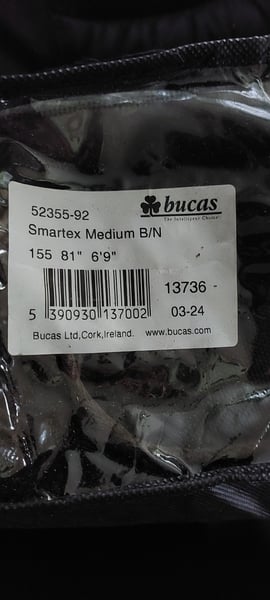 bucas
The Intelligent Choice
52355-92
Smartex Medium B/N
155 81" 6'9"
13736 -
03-24
5 390930 137002
Bucas Ltd,Cork,Ireland. www.bucas.com